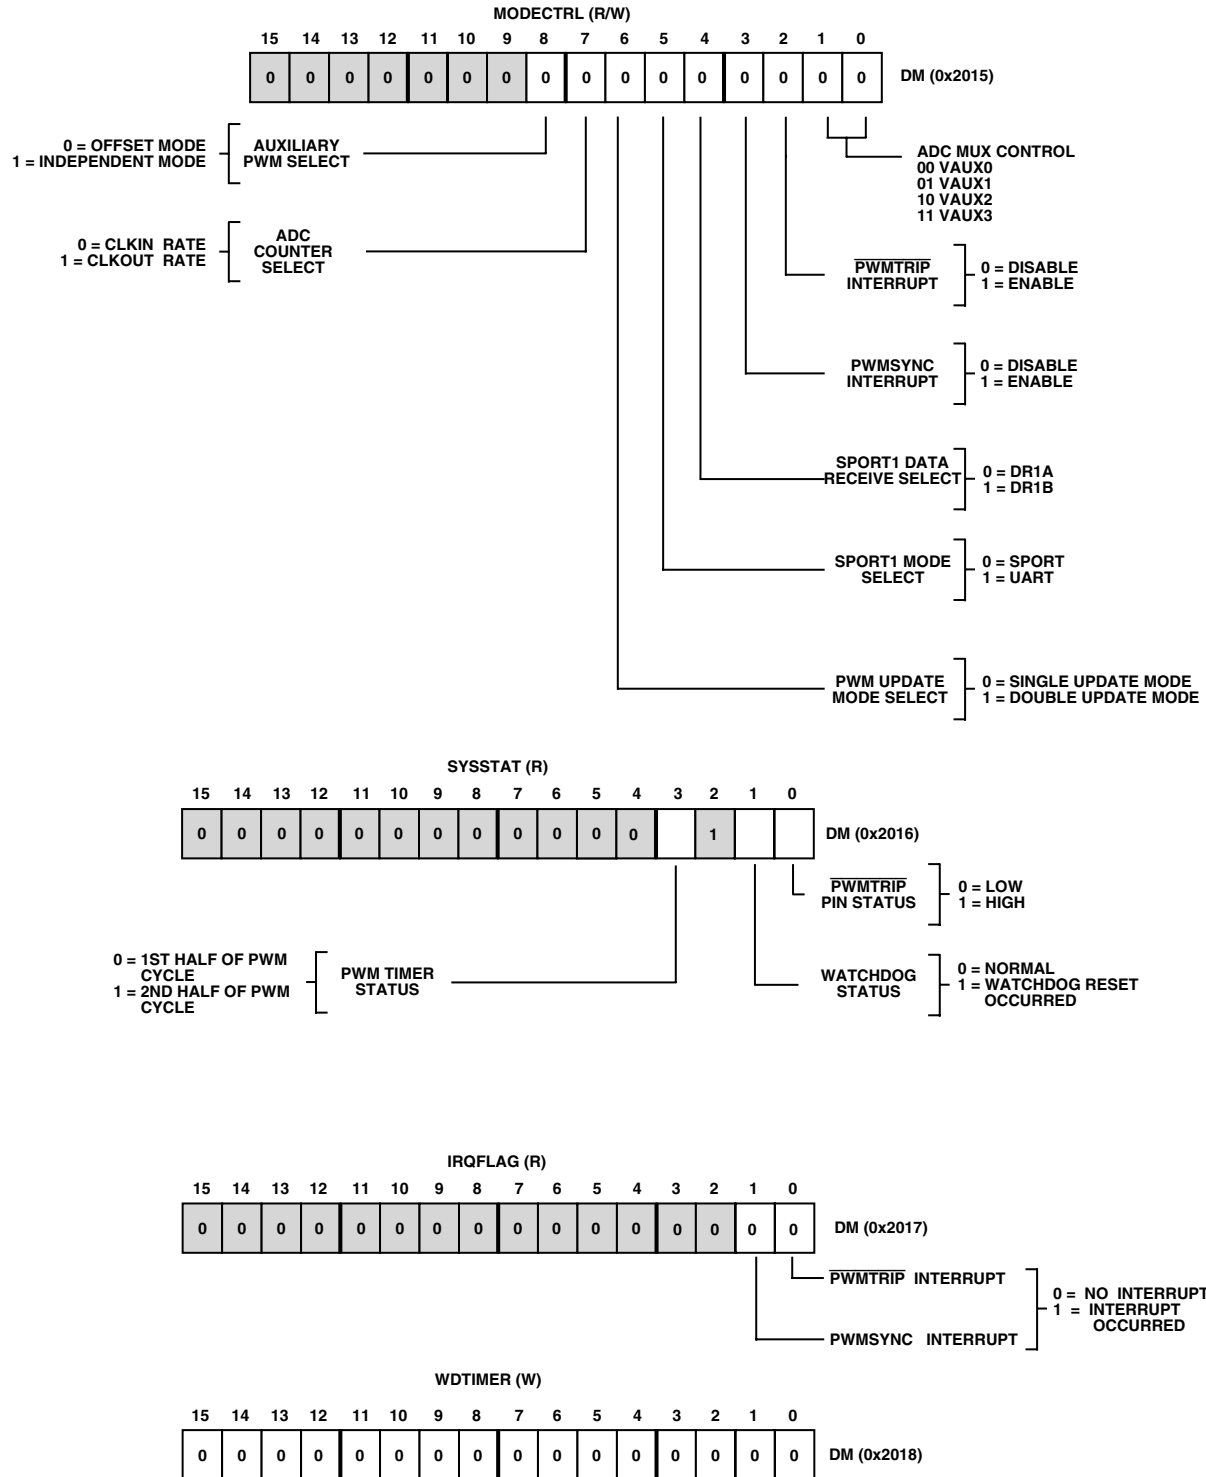 MODECTRL (R/W)
15 14 13 12 11 10 9 8 7 6 5 4 3 2 1 0
0 0 0 0 0 0 0 0 0 0 0 0 0 0 0 0 DM (0x2015)
0 = OFFSET MODE
1 = INDEPENDENT MODE
AUXILIARY
PWM SELECT
ADC MUX CONTROL
00 VAUX0
01 VAUX1
10 VAUX2
11 VAUX3
0 = CLKIN RATE
1 = CLKOUT RATE
ADC
COUNTER
SELECT
PWMTRIP
INTERRUPT
0 = DISABLE
1 = ENABLE
PWMSYNC
INTERRUPT
0 = DISABLE
1 = ENABLE
SPORT1 DATA
RECEIVE SELECT
0 = DR1A
1 = DR1B
SPORT1 MODE
SELECT
0 = SPORT
1 = UART
PWM UPDATE
MODE SELECT
0 = SINGLE UPDATE MODE
1 = DOUBLE UPDATE MODE
SYSSTAT (R)
15 14 13 12 11 10 9 8 7 6 5 4 3 2 1 0
0 0 0 0 0 0 0 0 0 0 0 0 1 DM (0x2016)
PWMTRIP
PIN STATUS
0 = LOW
1 = HIGH
0 = 1ST HALF OF PWM
CYCLE
1 = 2ND HALF OF PWM
CYCLE
PWM TIMER
STATUS
WATCHDOG
STATUS
0 = NORMAL
1 = WATCHDOG RESET
OCCURRED
IRQFLAG (R)
15 14 13 12 11 10 9 8 7 6 5 4 3 2 1 0
0 0 0 0 0 0 0 0 0 0 0 0 0 0 0 0 DM (0x2017)
PWMTRIP INTERRUPT
PWMSYNC INTERRUPT
0 = NO INTERRUPT
1 = INTERRUPT
OCCURRED
WDTIMER (W)
15 14 13 12 11 10 9 8 7 6 5 4 3 2 1 0
0 0 0 0 0 0 0 0 0 0 0 0 0 0 0 0 DM (0x2018)